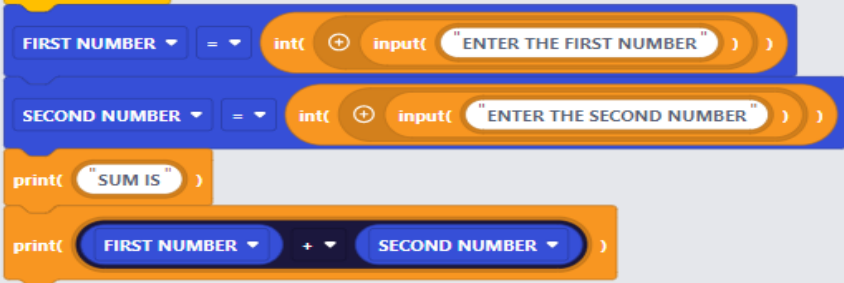 FIRST NUMBER = int( input( "ENTER THE FIRST NUMBER" ) )
SECOND NUMBER = int( input( "ENTER THE SECOND NUMBER" ) )
print( "SUM IS" )
print( FIRST NUMBER + SECOND NUMBER )